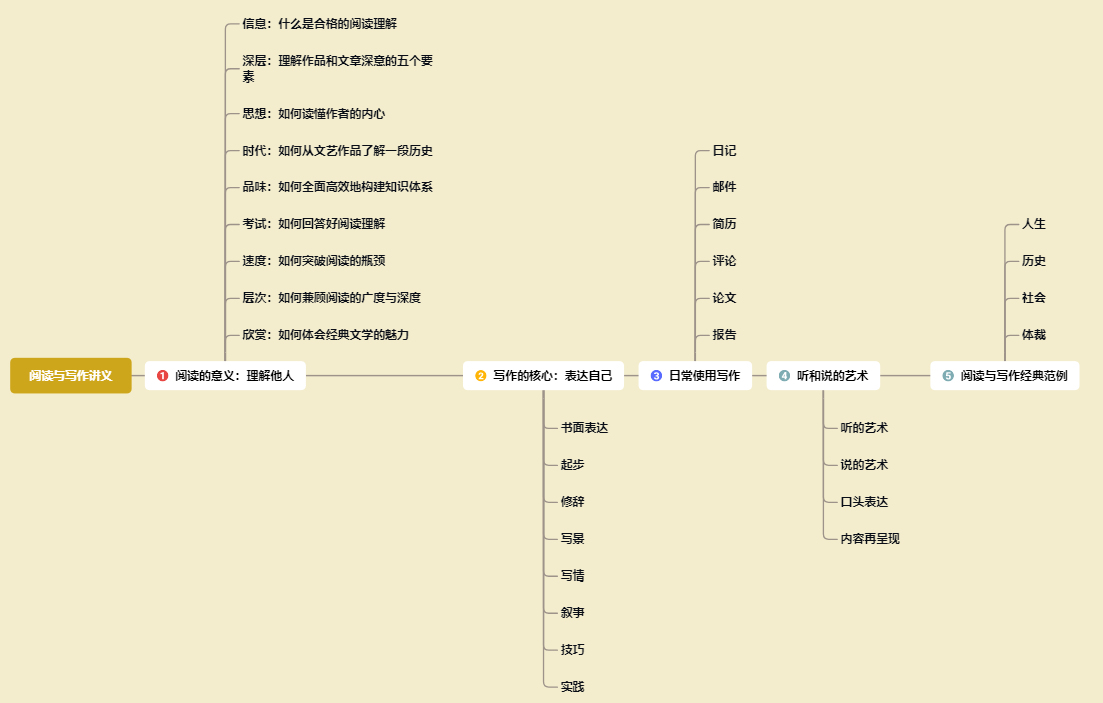 阅读与写作讲义
1 阅读的意义：理解他人
信息：什么是合格的阅读理解
深层：理解作品和文章深意的五个要
素
思想：如何读懂作者的内心
时代：如何从文艺作品了解一段历史
品味：如何全面高效地构建知识体系
考试：如何回答好阅读理解
速度：如何突破阅读的瓶颈
层次：如何兼顾阅读的广度与深度
欣赏：如何体会经典文学的魅力
2 写作的核心：表达自己
书面表达
起步
修辞
写景
写情
叙事
技巧
实践
3 日常使用写作
日记
邮件
简历
评论
论文
报告
4 听和说的艺术
听的艺术
说的艺术
口头表达
内容再呈现
5 阅读与写作经典范例
人生
历史
社会
体裁